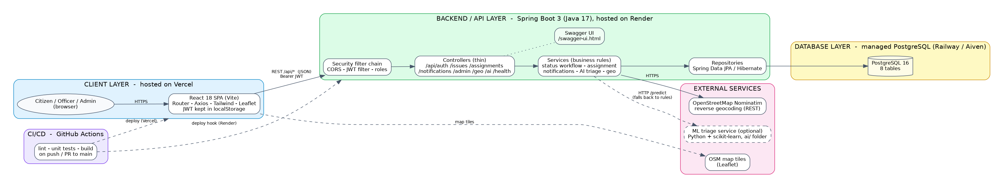 BACKEND / API LAYER  -  Spring Boot 3 (Java 17), hosted on Render
Swagger UI
/swagger-ui.html
Security filter chain
CORS - JWT filter - roles
Controllers (thin)
/api/auth /issues /assignments
/notifications /admin /geo /ai /health
Services (business rules)
status workflow - assignment
notifications - AI triage - geo
Repositories
Spring Data JPA / Hibernate
DATABASE LAYER  -  managed PostgreSQL (Railway / Aiven)
PostgreSQL 16
8 tables
REST /api/*  (JSON)
Bearer JWT
CLIENT LAYER  -  hosted on Vercel
Citizen / Officer / Admin
(browser)
HTTPS
React 18 SPA (Vite)
Router - Axios - Tailwind - Leaflet
JWT kept in localStorage
HTTPS
HTTP /predict
(falls back to rules)
EXTERNAL SERVICES
OpenStreetMap Nominatim
reverse geocoding (REST)
ML triage service (optional)
Python + scikit-learn, ai/ folder
OSM map tiles
(Leaflet)
map tiles
deploy (Vercel)
deploy hook (Render)
CI/CD  -  GitHub Actions
lint - unit tests - build
on push / PR to main